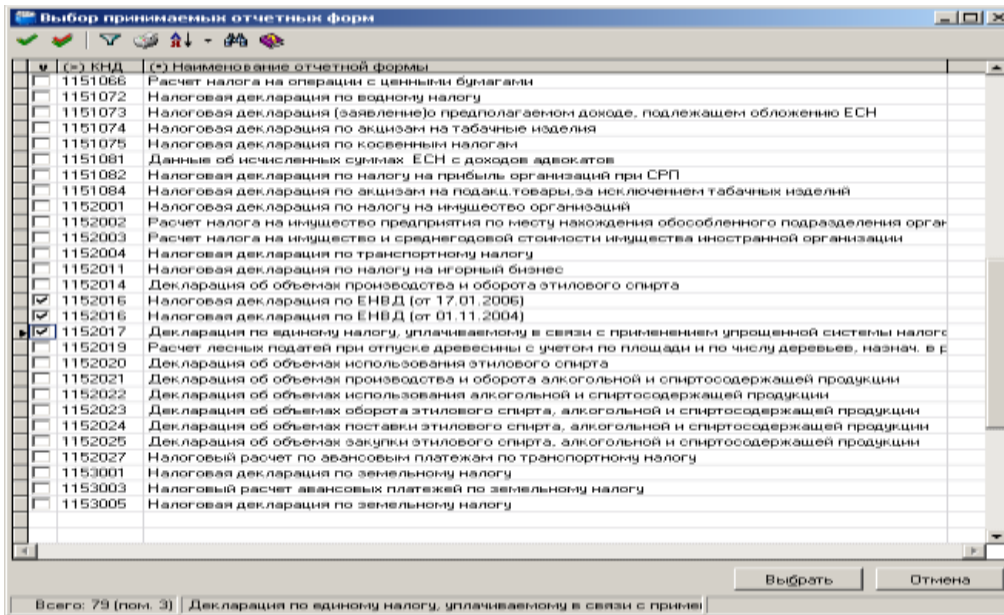 Выбор принимаемых отчетных форм
v (=) КНД (*) Наименование отчетной формы
1151066 Расчет налога на операции с ценными бумагами
1151072 Налоговая декларация по водному налогу
1151073 Налоговая декларация (заявление)о предполагаемом доходе, подлежащем обложению ЕСН
1151074 Налоговая декларация по акцизам на табачные изделия
1151075 Налоговая декларация по косвенным налогам
1151081 Данные об исчисленных суммах ЕСН с доходов адвокатов
1151082 Налоговая декларация по налогу на прибыль организаций при СРП
1151084 Налоговая декларация по акцизам на подакц.товары,за исключением табачных изделий
1152001 Налоговая декларация по налогу на имущество организаций
1152002 Расчет налога на имущество предприятия по месту нахождения обособленного подразделения орган
1152003 Расчет налога на имущество и среднегодовой стоимости имущества иностранной организации
1152004 Налоговая декларация по транспортному налогу
1152011 Налоговая декларация по налогу на игорный бизнес
1152014 Декларация об объемах производства и оборота этилового спирта
1152016 Налоговая декларация по ЕНВД (от 17.01.2006)
1152016 Налоговая декларация по ЕНВД (от 01.11.2004)
1152017 Декларация по единому налогу, уплачиваемому в связи с применением упрощенной системы налогс
1152019 Расчет лесных податей при отпуске древесины с учетом по площади и по числу деревьев, назнач. в р
1152020 Декларация об объемах использования этилового спирта
1152021 Декларация об объемах производства и оборота алкогольной и спиртосодержащей продукции
1152022 Декларация об объемах использования алкогольной и спиртосодержащей продукции
1152023 Декларация об объемах оборота этилового спирта, алкогольной и спиртосодержащей продукции
1152024 Декларация об объемах поставки этилового спирта, алкогольной и спиртосодержащей продукции
1152025 Декларация об объемах закупки этилового спирта, алкогольной и спиртосодержащей продукции
1152027 Налоговый расчет по авансовым платежам по транспортному налогу
1153001 Налоговая декларация по земельному налогу
1153003 Налоговый расчет авансовых платежей по земельному налогу
1153005 Налоговая декларация по земельному налогу
Выбрать Отмена
Всего: 79 (пом. 3) Декларация по единому налогу, уплачиваемому в связи с приме